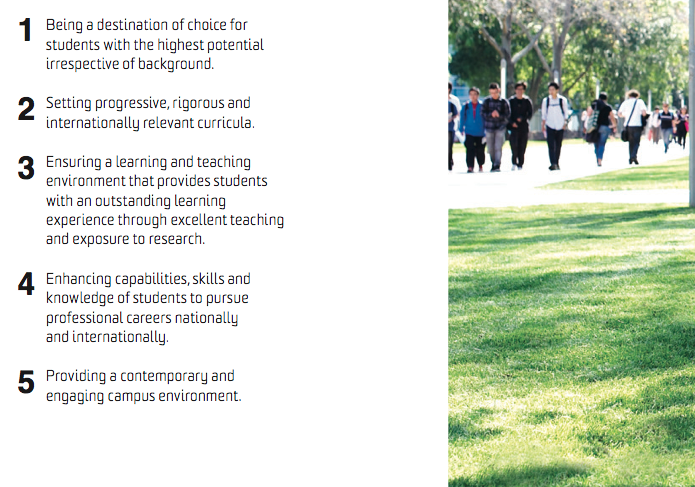 1 Being a destination of choice for
students with the highest potential
irrespective of background.
2 Setting progressive, rigorous and
internationally relevant curricula.
3 Ensuring a learning and teaching
environment that provides students
with an outstanding learning
experience through excellent teaching
and exposure to research.
4 Enhancing capabilities, skills and
knowledge of students to pursue
professional careers nationally
and internationally.
5 Providing a contemporary and
engaging campus environment.